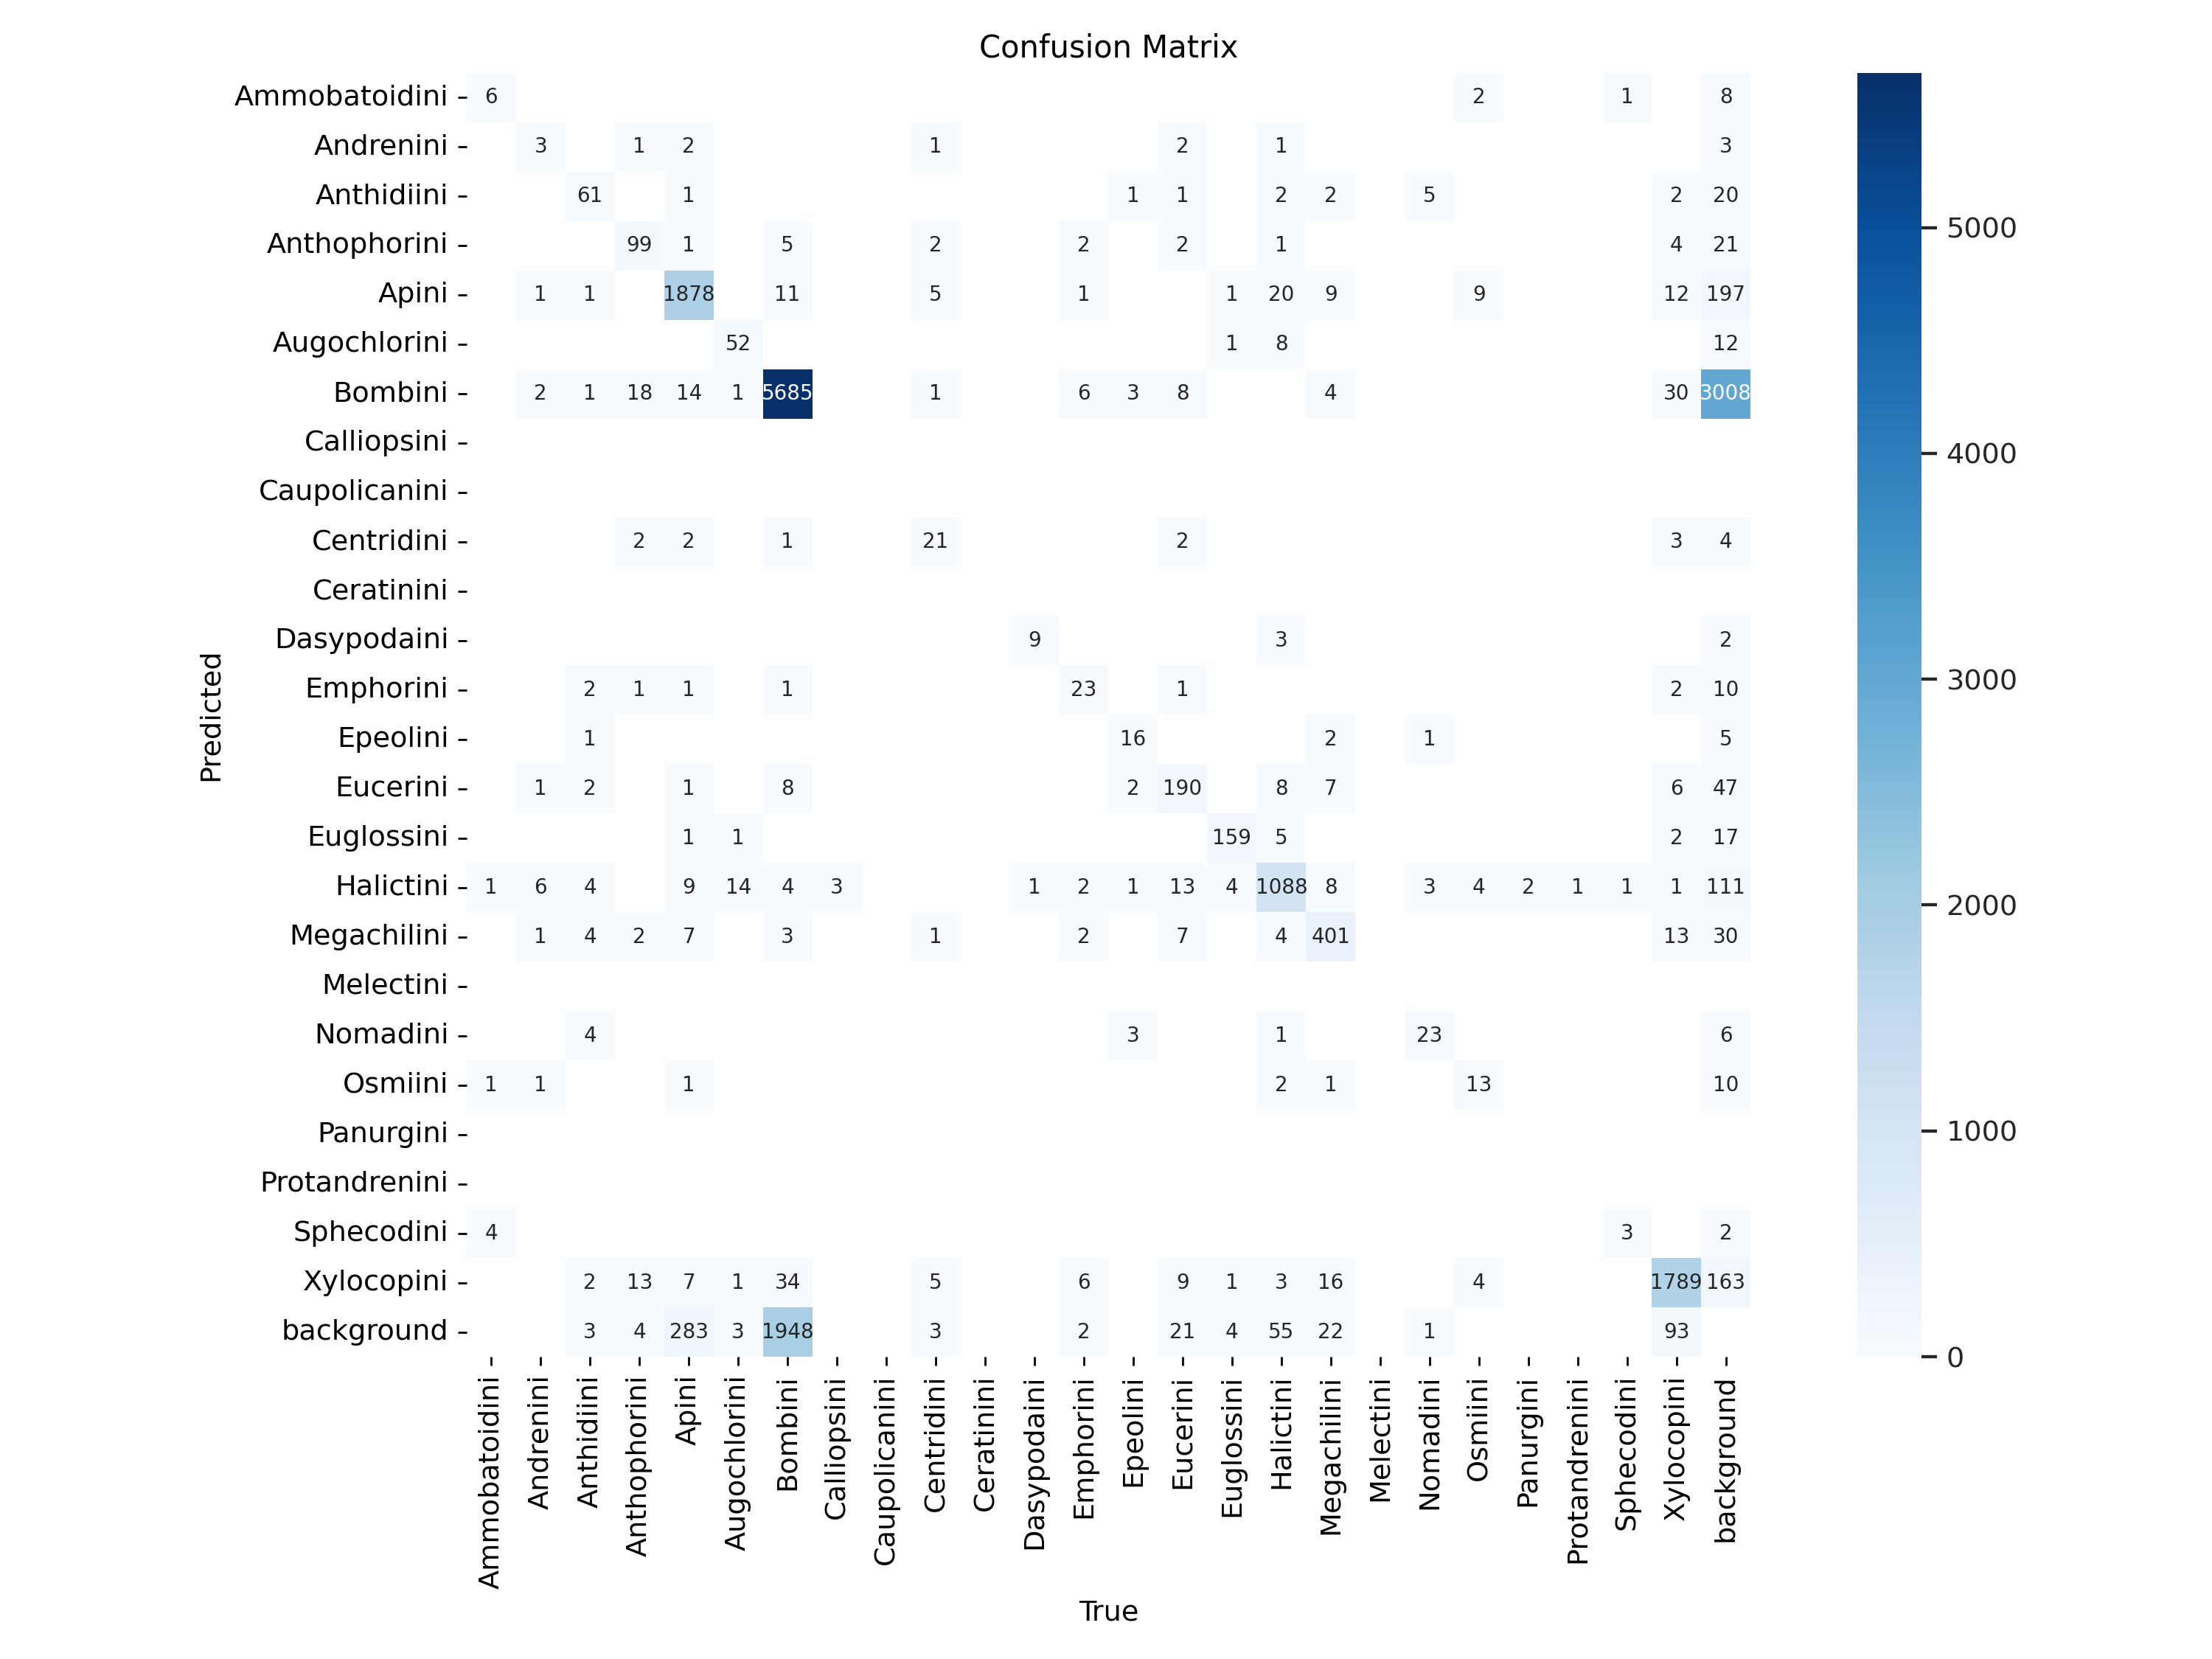 Confusion Matrix
Ammobatoidini 6 2 1 8
Andrenini 3 1 2 1 2 1 3
Anthidiini 61 1 1 1 2 2 5 2 20
Anthophorini 99 1 5 2 2 2 1 4 21
Apini 1 1 1878 11 5 1 1 20 9 9 12 197
Augochlorini 52 1 8 12
Bombini 2 1 18 14 1 5685 1 6 3 8 4 30 3008
Calliopsini
Caupolicanini
Centridini 2 2 1 21 2 3 4
Ceratinini
Dasypodaini 9 3 2
Emphorini 2 1 1 1 23 1 2 10
Epeolini 1 16 2 1 5
Eucerini 1 2 1 8 2 190 8 7 6 47
Euglossini 1 1 159 5 2 17
Halictini 1 6 4 9 14 4 3 1 2 1 13 4 1088 8 3 4 2 1 1 1 111
Megachilini 1 4 2 7 3 1 2 7 4 401 13 30
Melectini
Nomadini 4 3 1 23 6
Osmiini 1 1 1 2 1 13 10
Panurgini
Protandrenini
Sphecodini 4 3 2
Xylocopini 2 13 7 1 34 5 6 9 1 3 16 4 1789 163
background 3 4 283 3 1948 3 2 21 4 55 22 1 93
Predicted
Ammobatoidini Andrenini Anthidiini Anthophorini Apini Augochlorini Bombini Calliopsini Caupolicanini Centridini Ceratinini Dasypodaini Emphorini Epeolini Eucerini Euglossini Halictini Megachilini Melectini Nomadini Osmiini Panurgini Protandrenini Sphecodini Xylocopini background
True
5000
4000
3000
2000
1000
0